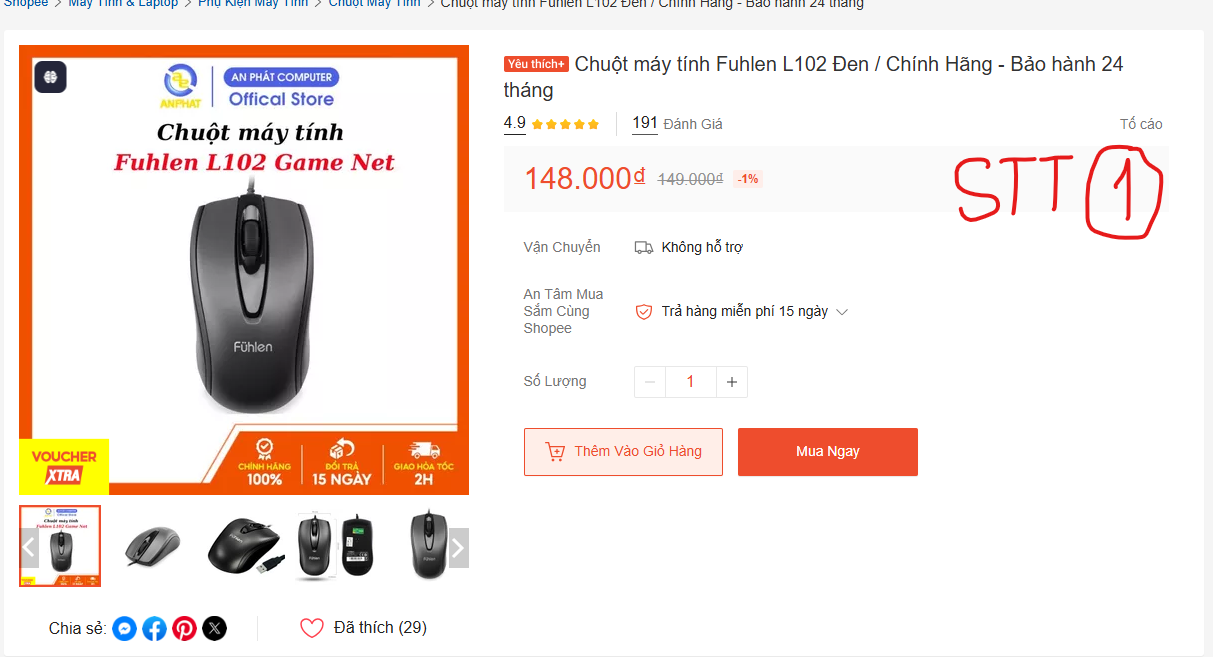 Shopee > Máy Tính & Laptop > Phụ Kiện Máy Tính > Chuột Máy Tính > Chuột máy tính Fuhlen L102 Đen / Chính Hãng - Bảo hành 24 tháng
ANPHAT
AN PHÁT COMPUTER
Offical Store
Chuột máy tính
Fuhlen L102 Game Net
Fühlen
VOUCHER
XTRA
CHÍNH HÃNG
100%
ĐỔI TRẢ
15 NGÀY
GIAO HỎA TỐC
2H
Chia sẻ:
Đã thích (29)
Yêu thích+ Chuột máy tính Fuhlen L102 Đen / Chính Hãng - Bảo hành 24
tháng
4.9 191 Đánh Giá Tố cáo
148.000₫ 149.000₫ -1%
STT 1
Vận Chuyển Không hỗ trợ
An Tâm Mua
Sắm Cùng
Shopee
Trả hàng miễn phí 15 ngày
Số Lượng − 1 +
Thêm Vào Giỏ Hàng Mua Ngay